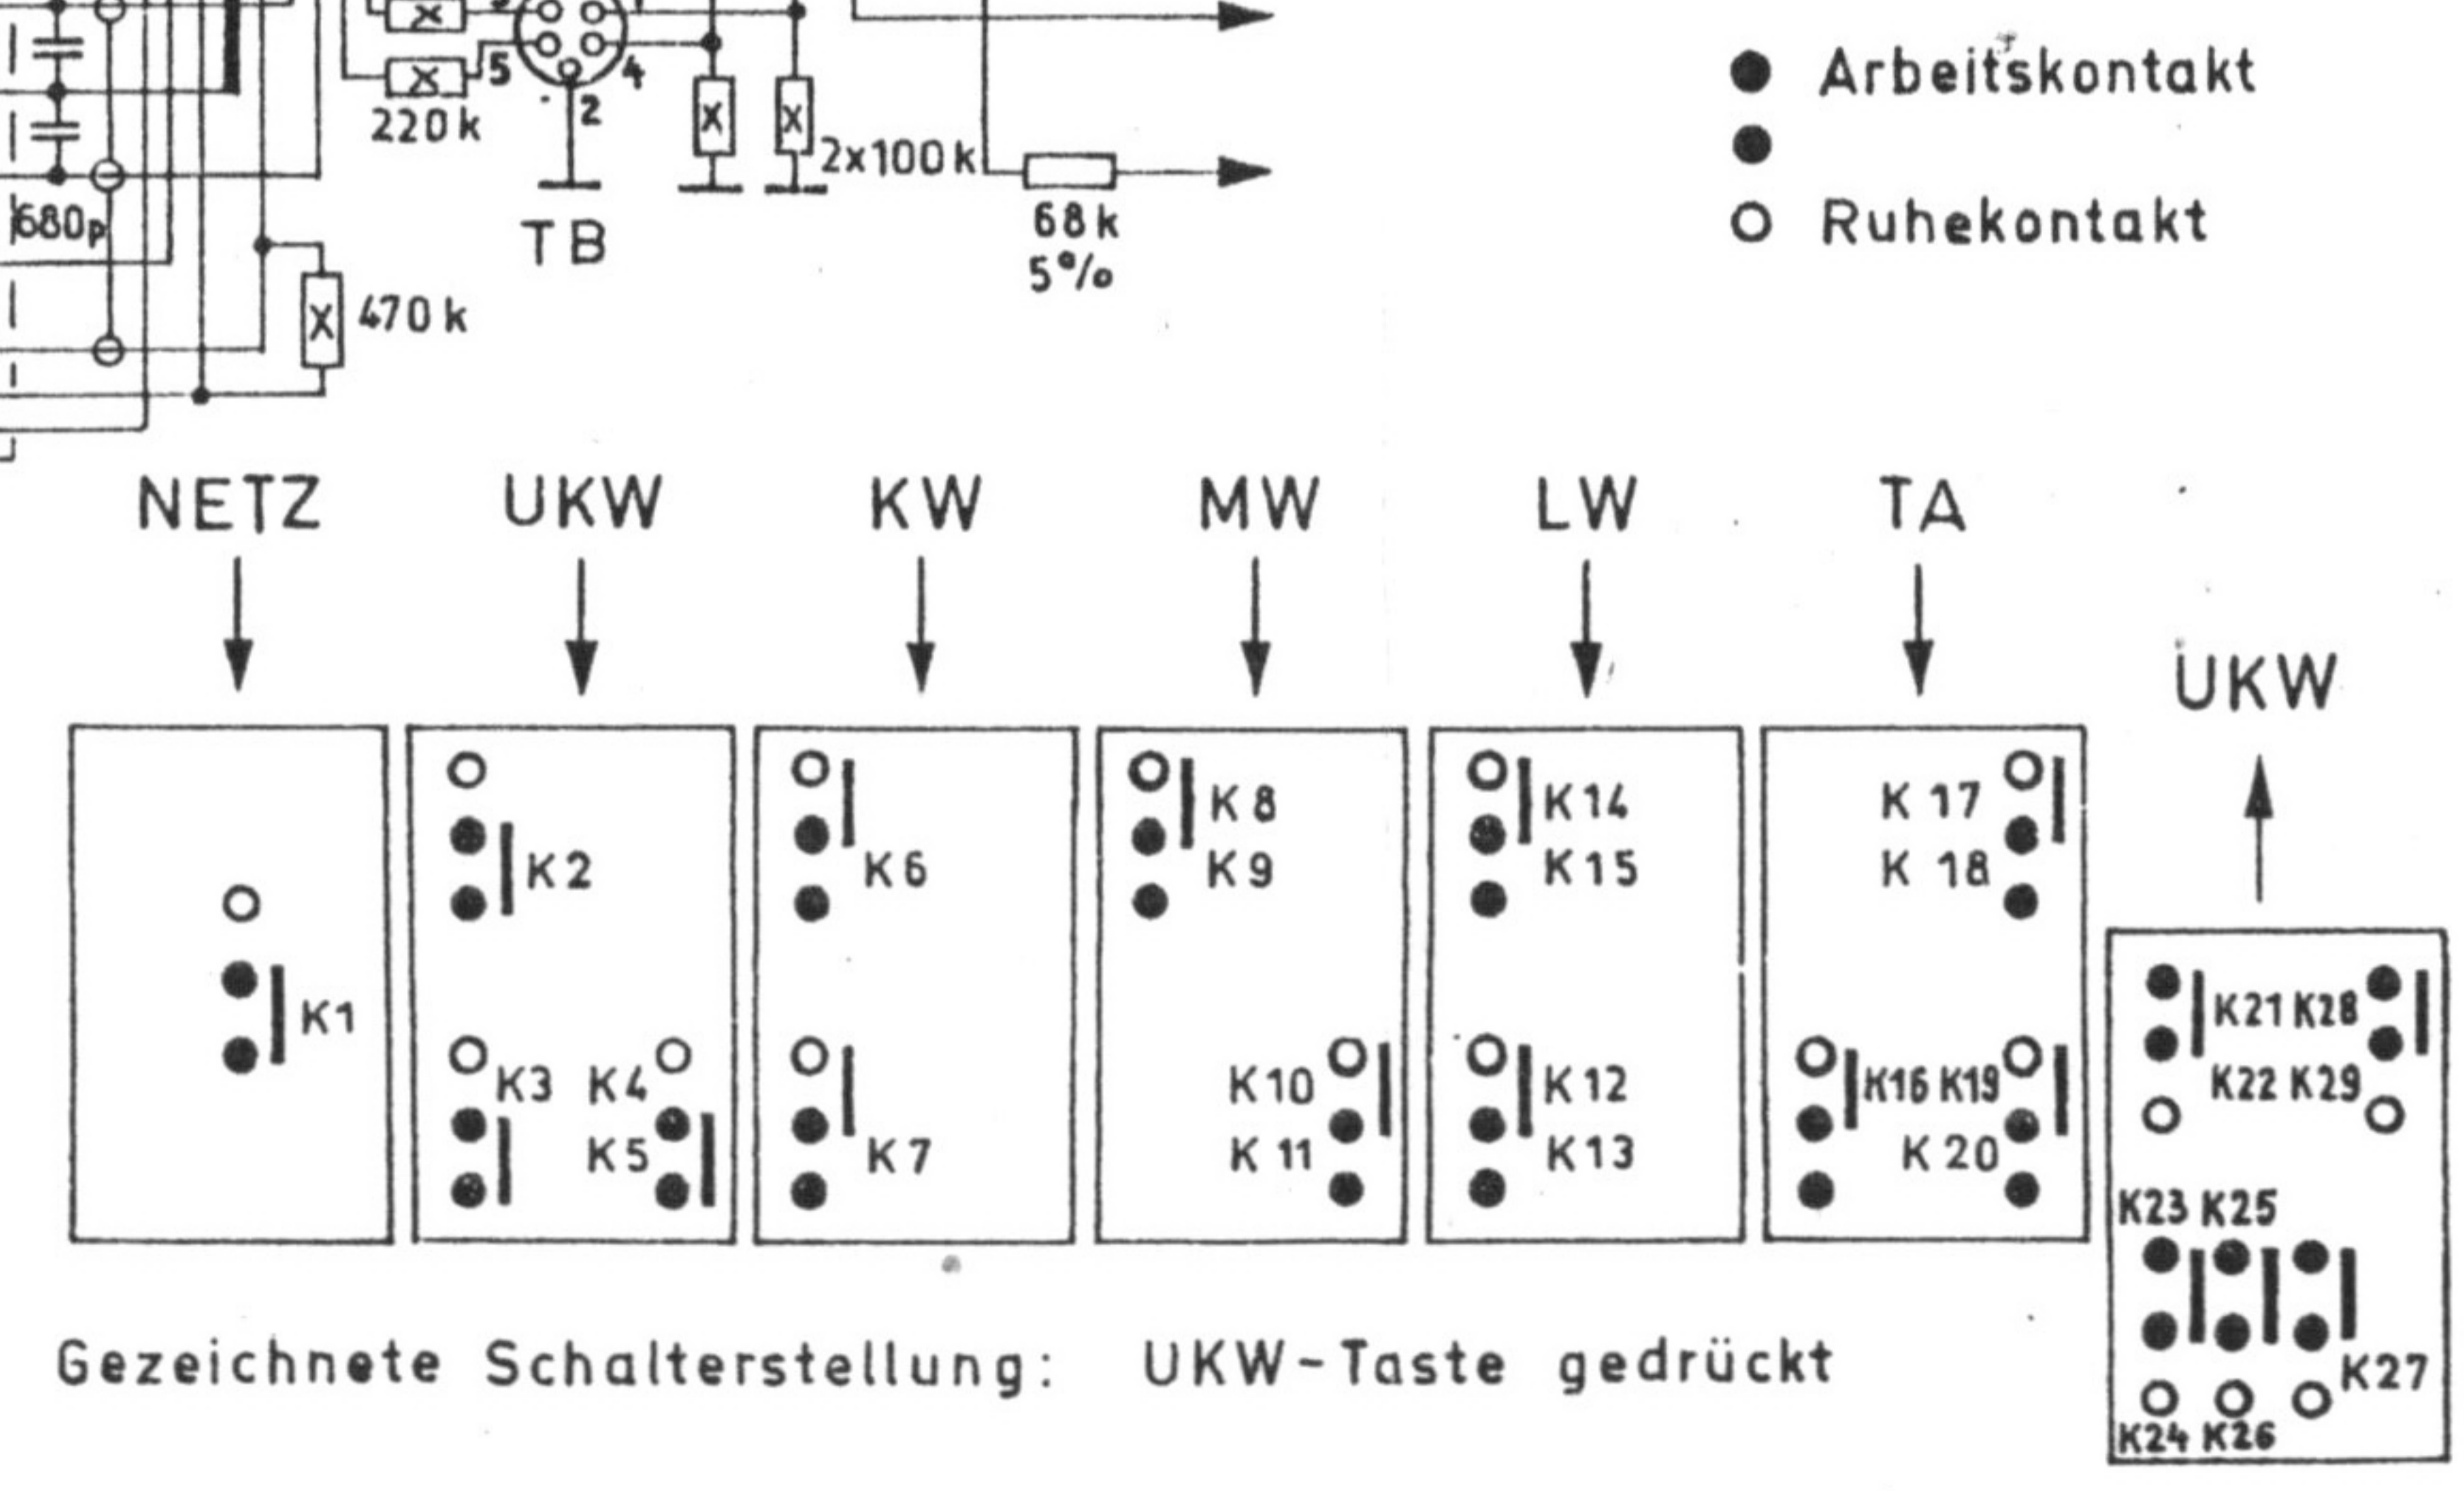 5
4
220k
2
2x100k
680p
TB
68k
5%
470k
Arbeitskontakt
Ruhekontakt
NETZ
UKW
KW
MW
LW
TA
UKW
K1
K2
K3
K4
K5
K6
K7
K8
K9
K10
K11
K14
K15
K12
K13
K17
K18
K16 K19
K20
K21 K28
K22 K29
K23 K25
K27
K24 K26
Gezeichnete Schalterstellung: UKW-Taste gedrückt